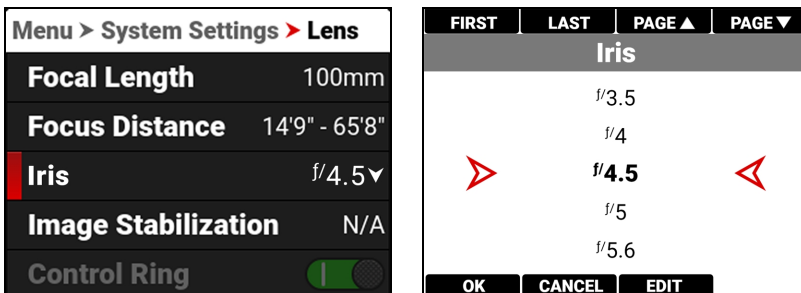 Menu > System Settings > Lens
Focal Length 100mm
Focus Distance 14'9" - 65'8"
Iris ƒ/4.5
Image Stabilization N/A
Control Ring
FIRST LAST PAGE▲ PAGE▼
Iris
ƒ/3.5
ƒ/4
ƒ/4.5
ƒ/5
ƒ/5.6
OK CANCEL EDIT